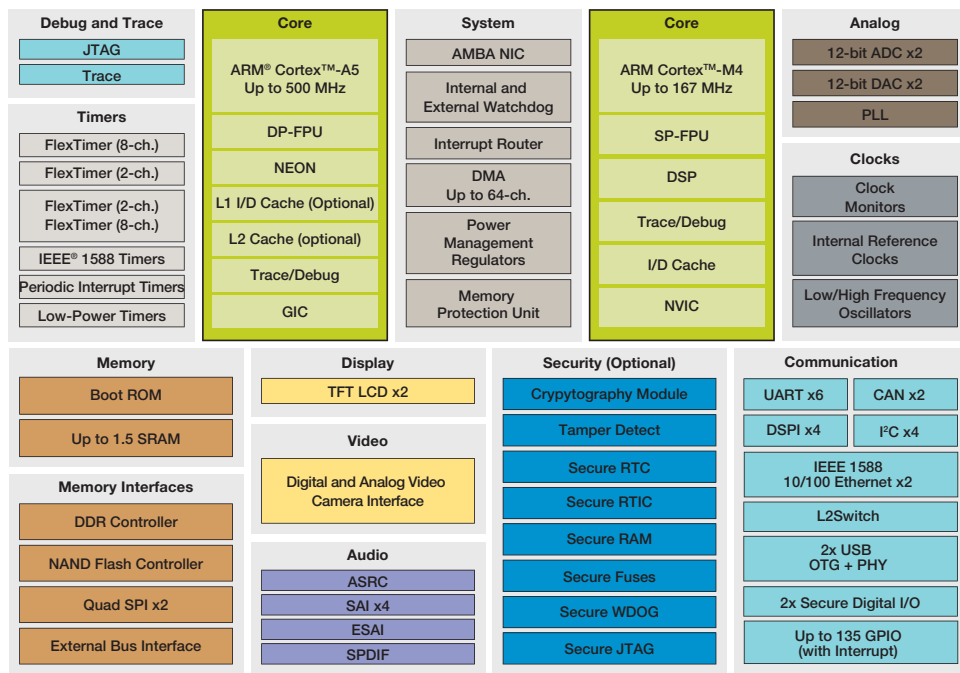 Debug and Trace
JTAG
Trace
Timers
FlexTimer (8-ch.)
FlexTimer (2-ch.)
FlexTimer (2-ch.)
FlexTimer (8-ch.)
IEEE® 1588 Timers
Periodic Interrupt Timers
Low-Power Timers
Core
ARM® Cortex™-A5
Up to 500 MHz
DP-FPU
NEON
L1 I/D Cache (Optional)
L2 Cache (optional)
Trace/Debug
GIC
System
AMBA NIC
Internal and
External Watchdog
Interrupt Router
DMA
Up to 64-ch.
Power
Management
Regulators
Memory
Protection Unit
Core
ARM Cortex™-M4
Up to 167 MHz
SP-FPU
DSP
Trace/Debug
I/D Cache
NVIC
Analog
12-bit ADC x2
12-bit DAC x2
PLL
Clocks
Clock
Monitors
Internal Reference
Clocks
Low/High Frequency
Oscillators
Memory
Boot ROM
Up to 1.5 SRAM
Memory Interfaces
DDR Controller
NAND Flash Controller
Quad SPI x2
External Bus Interface
Display
TFT LCD x2
Video
Digital and Analog Video
Camera Interface
Audio
ASRC
SAI x4
ESAI
SPDIF
Security (Optional)
Crypytography Module
Tamper Detect
Secure RTC
Secure RTIC
Secure RAM
Secure Fuses
Secure WDOG
Secure JTAG
Communication
UART x6
CAN x2
DSPI x4
I²C x4
IEEE 1588
10/100 Ethernet x2
L2Switch
2x USB
OTG + PHY
2x Secure Digital I/O
Up to 135 GPIO
(with Interrupt)